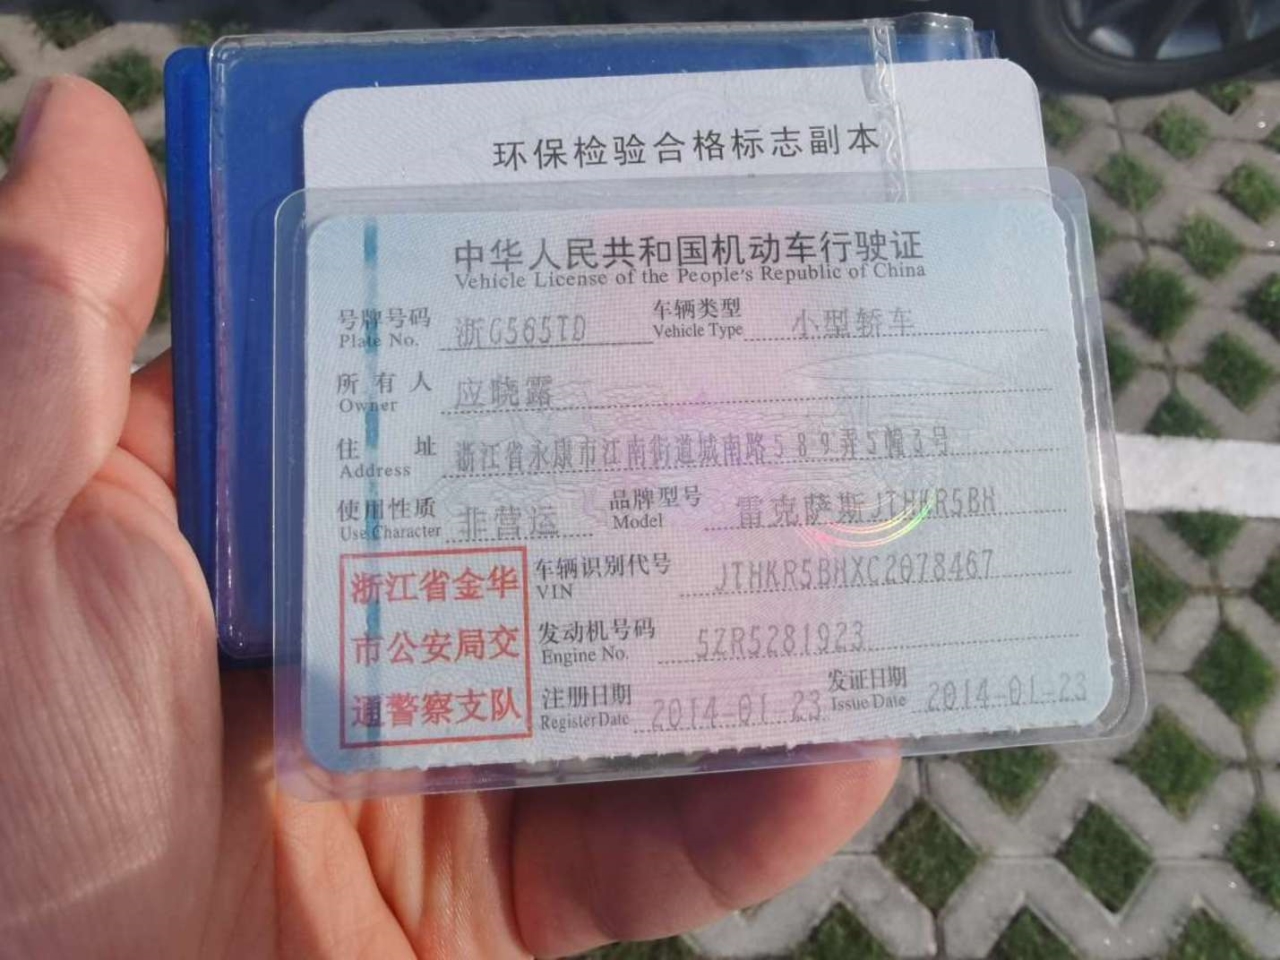 环保检验合格标志副本
中华人民共和国机动车行驶证
Vehicle License of the People's Republic of China
号牌号码 浙G565TD 车辆类型 小型轿车
Plate No. Vehicle Type
所有人 应晓露
Owner
住址 浙江省永康市江南街道城南路589弄5幢3号
Address
使用性质 非营运 品牌型号 雷克萨斯JTHKR5BH
Use Character Model
浙江省金华
市公安局交
通警察支队
车辆识别代号 JTHKR5BHXC2078467
VIN
发动机号码 5ZR5281923
Engine No.
注册日期 2014-01-23 发证日期 2014-01-23
Register Date Issue Date